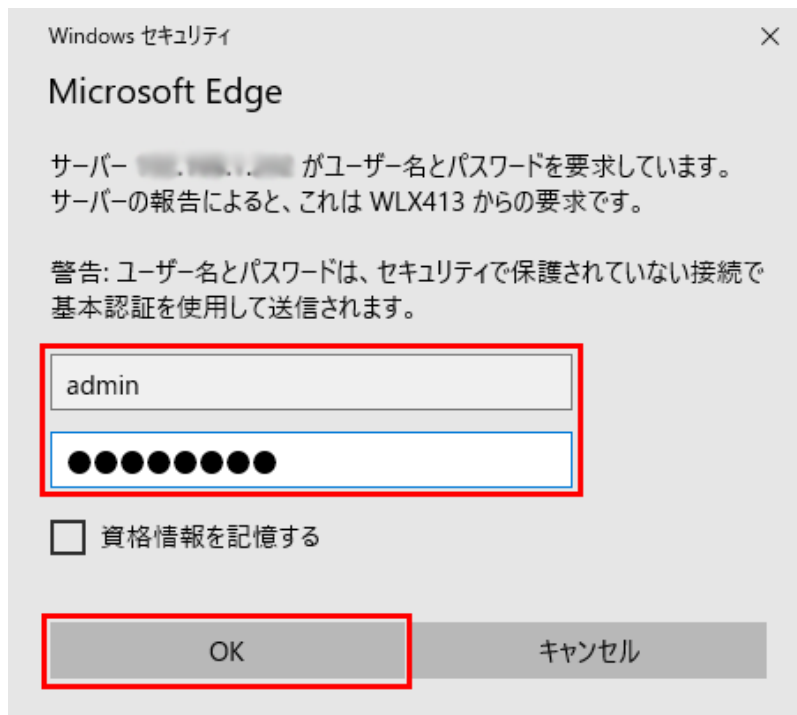 Windows セキュリティ
Microsoft Edge
サーバー がユーザー名とパスワードを要求しています。
サーバーの報告によると、これは WLX413 からの要求です。
警告: ユーザー名とパスワードは、セキュリティで保護されていない接続で
基本認証を使用して送信されます。
admin
●●●●●●●●
資格情報を記憶する
OK
キャンセル